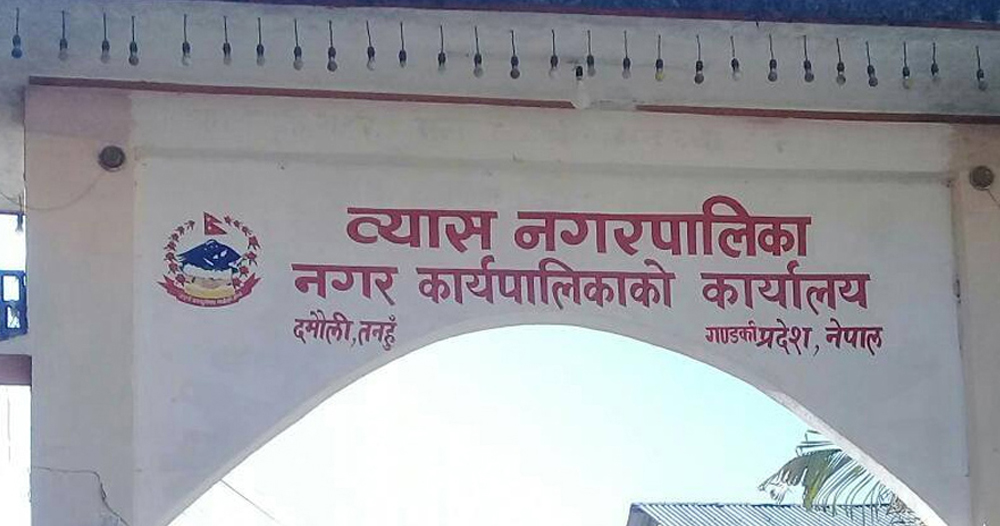 व्यास नगरपालिका
नगर कार्यपालिकाको कार्यालय
दमौली, तनहुँ
गण्डकी प्रदेश, नेपाल